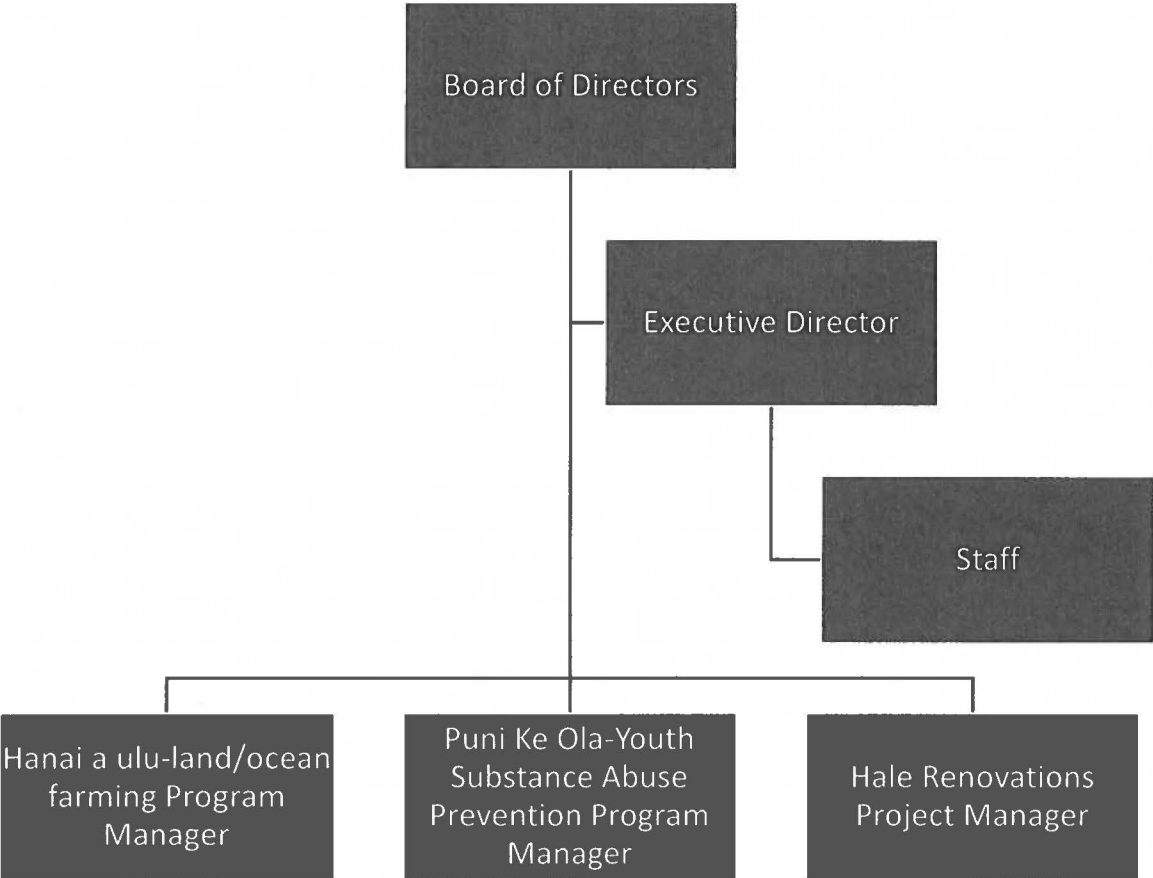 Board of Directors
Executive Director
Staff
Hanai a ulu-land/ocean
farming Program
Manager
Puni Ke Ola-Youth
Substance Abuse
Prevention Program
Manager
Hale Renovations
Project Manager